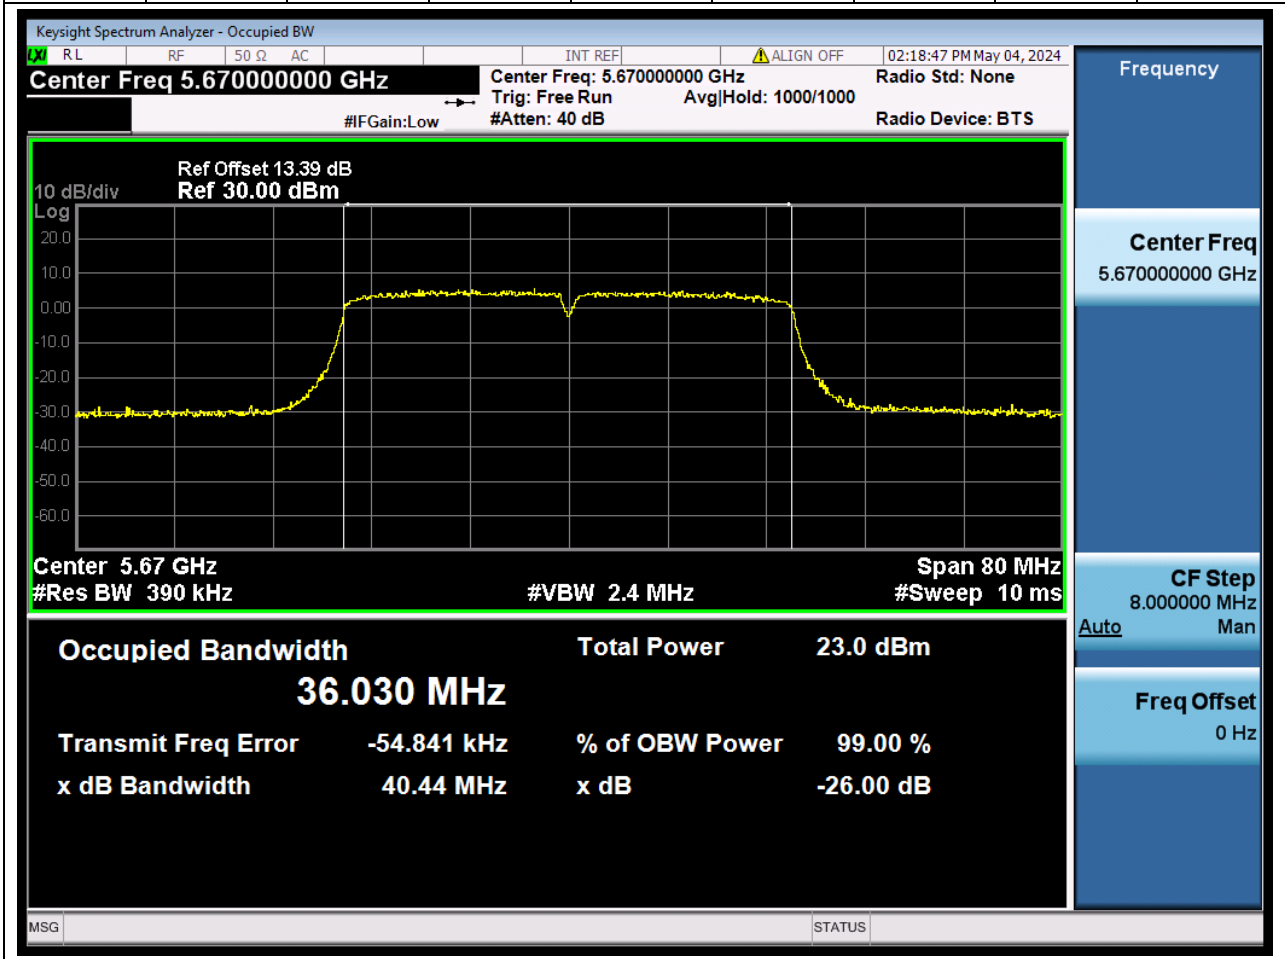 Keysight Spectrum Analyzer - Occupied BW
LXI RL RF 50 Ω AC INT REF ALIGN OFF 02:18:47 PM May 04, 2024
Center Freq 5.670000000 GHz
Center Freq: 5.670000000 GHz Radio Std: None
Trig: Free Run Avg|Hold: 1000/1000
#IFGain:Low #Atten: 40 dB Radio Device: BTS
Ref Offset 13.39 dB
10 dB/div Ref 30.00 dBm
Log
20.0
10.0
0.00
-10.0
-20.0
-30.0
-40.0
-50.0
-60.0
Center 5.67 GHz Span 80 MHz
#Res BW 390 kHz #VBW 2.4 MHz #Sweep 10 ms
Occupied Bandwidth Total Power 23.0 dBm
36.030 MHz
Transmit Freq Error -54.841 kHz % of OBW Power 99.00 %
x dB Bandwidth 40.44 MHz x dB -26.00 dB
MSG STATUS
Frequency
Center Freq
5.670000000 GHz
CF Step
8.000000 MHz
Auto Man
Freq Offset
0 Hz